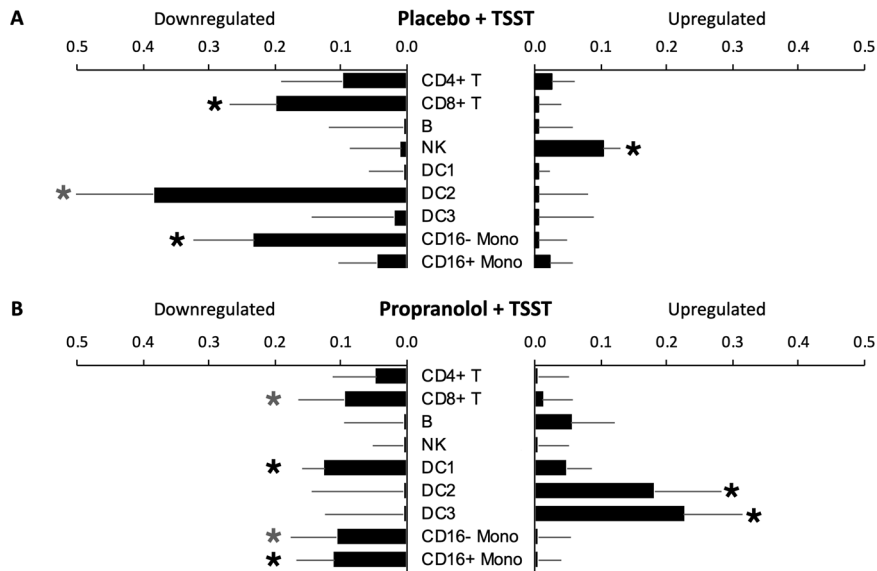 A Downregulated Placebo + TSST Upregulated
0.5 0.4 0.3 0.2 0.1 0.0 0.0 0.1 0.2 0.3 0.4 0.5
CD4+ T
* CD8+ T
B
NK *
DC1
* DC2
DC3
* CD16- Mono
CD16+ Mono
B Downregulated Propranolol + TSST Upregulated
0.5 0.4 0.3 0.2 0.1 0.0 0.0 0.1 0.2 0.3 0.4 0.5
CD4+ T
* CD8+ T
B
NK
* DC1
DC2 *
DC3 *
* CD16- Mono
* CD16+ Mono